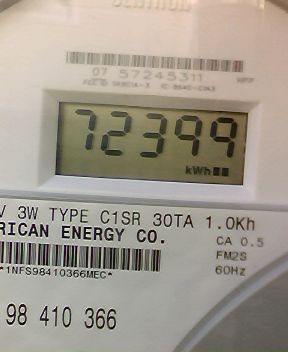 CENTRON
07 57245311
72399
kWh
V 3W TYPE C1SR 30TA 1.0Kh
RICAN ENERGY CO.
CA 0.5
FM2S
60Hz
*1NFS98410366MEC*
98 410 366